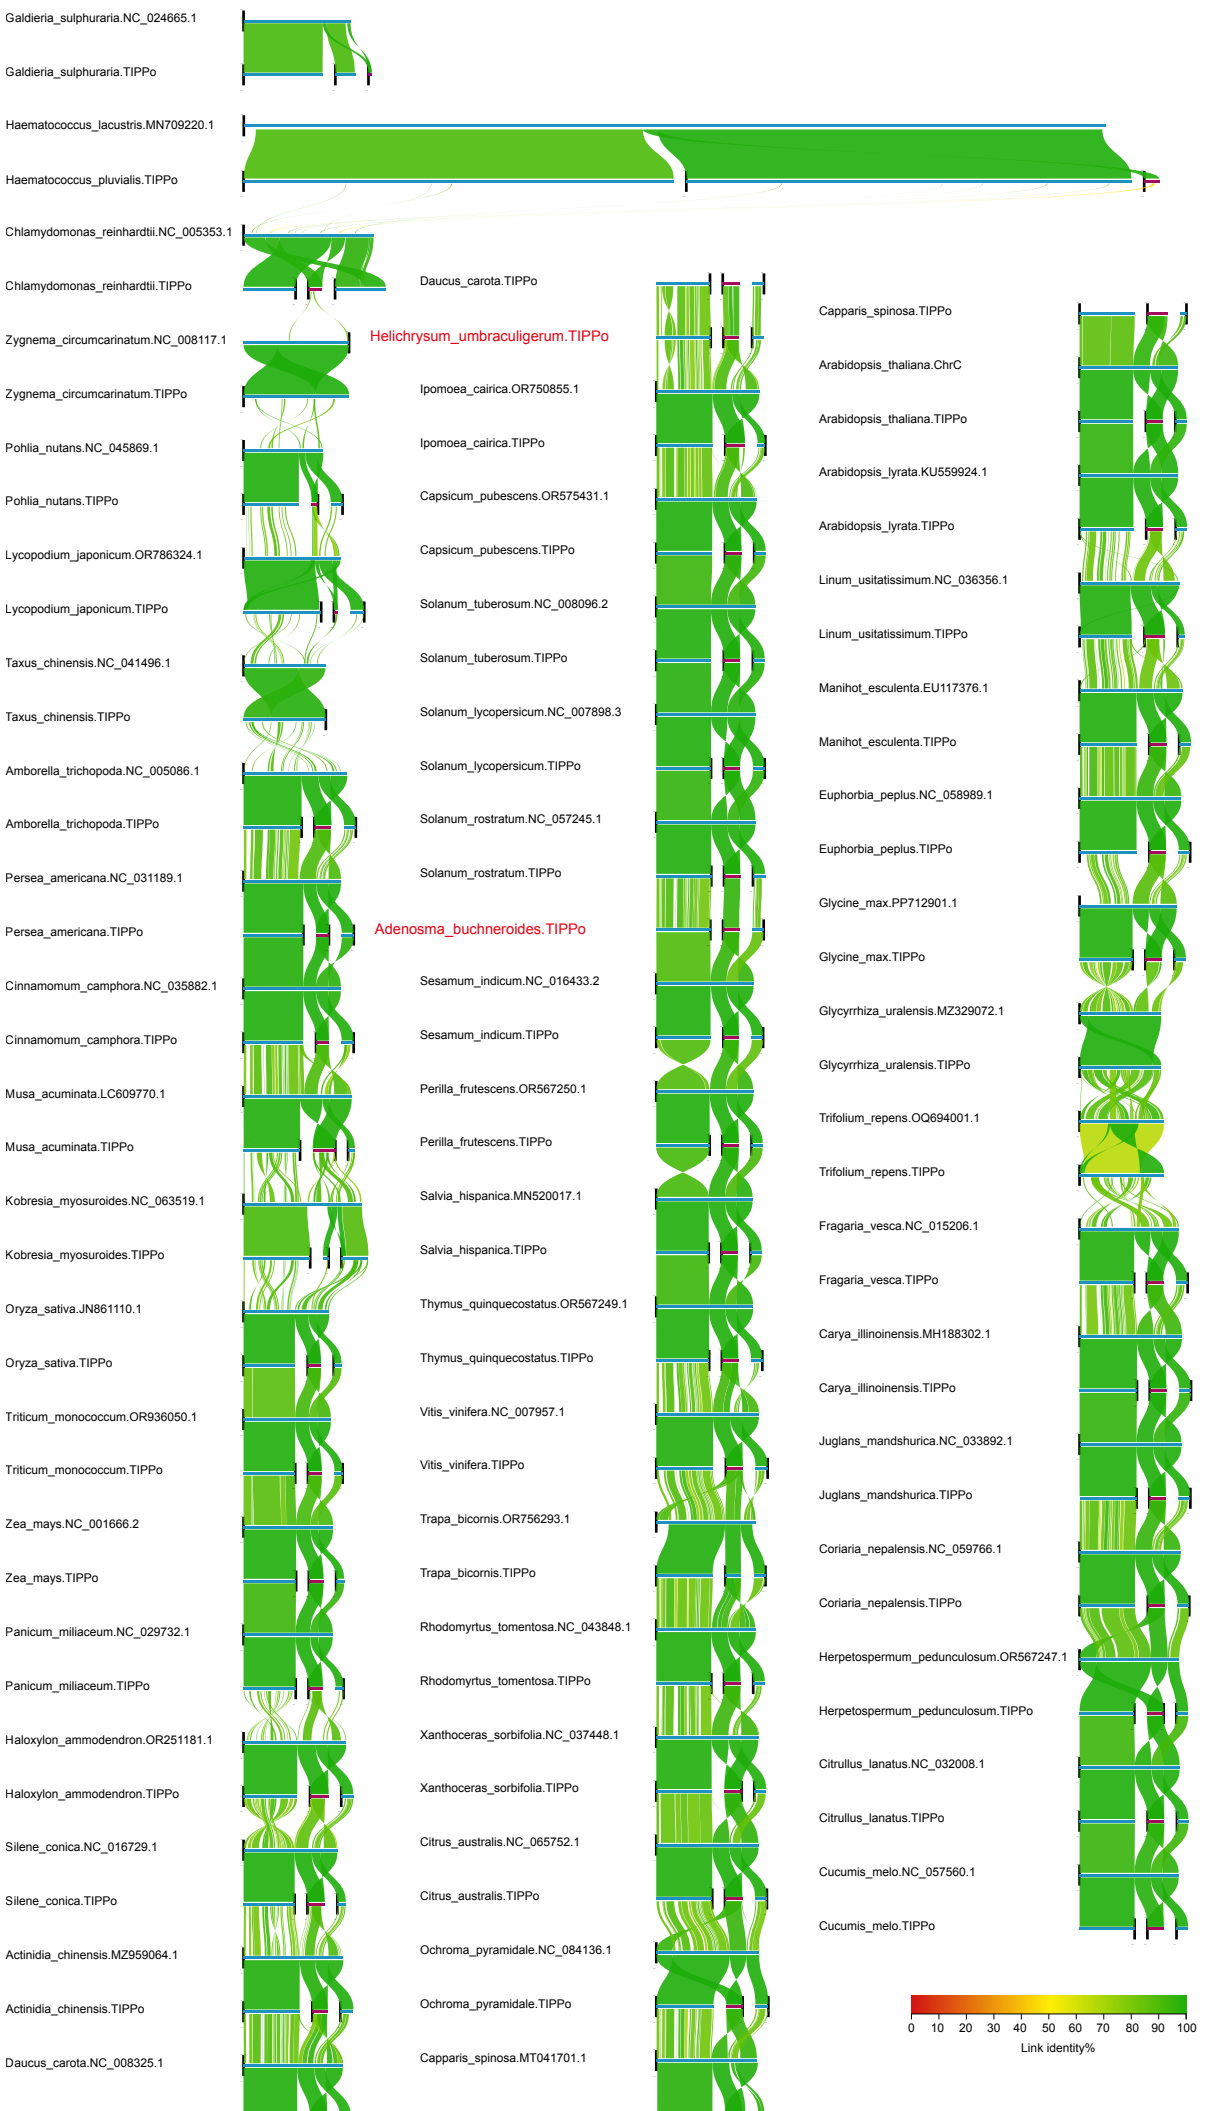 Galdieria_sulphuraria.NC_024665.1
Galdieria_sulphuraria.TIPPo
Haematococcus_lacustris.MN709220.1
Haematococcus_pluvialis.TIPPo
Chlamydomonas_reinhardtii.NC_005353.1
Chlamydomonas_reinhardtii.TIPPo
Zygnema_circumcarinatum.NC_008117.1
Zygnema_circumcarinatum.TIPPo
Pohlia_nutans.NC_045869.1
Pohlia_nutans.TIPPo
Lycopodium_japonicum.OR786324.1
Lycopodium_japonicum.TIPPo
Taxus_chinensis.NC_041496.1
Taxus_chinensis.TIPPo
Amborella_trichopoda.NC_005086.1
Amborella_trichopoda.TIPPo
Persea_americana.NC_031189.1
Persea_americana.TIPPo
Cinnamomum_camphora.NC_035882.1
Cinnamomum_camphora.TIPPo
Musa_acuminata.LC609770.1
Musa_acuminata.TIPPo
Kobresia_myosuroides.NC_063519.1
Kobresia_myosuroides.TIPPo
Oryza_sativa.JN861110.1
Oryza_sativa.TIPPo
Triticum_monococcum.OR936050.1
Triticum_monococcum.TIPPo
Zea_mays.NC_001666.2
Zea_mays.TIPPo
Panicum_miliaceum.NC_029732.1
Panicum_miliaceum.TIPPo
Haloxylon_ammodendron.OR251181.1
Haloxylon_ammodendron.TIPPo
Silene_conica.NC_016729.1
Silene_conica.TIPPo
Actinidia_chinensis.MZ959064.1
Actinidia_chinensis.TIPPo
Daucus_carota.NC_008325.1
Daucus_carota.TIPPo
Helichrysum_umbraculigerum.TIPPo
Ipomoea_cairica.OR750855.1
Ipomoea_cairica.TIPPo
Capsicum_pubescens.OR575431.1
Capsicum_pubescens.TIPPo
Solanum_tuberosum.NC_008096.2
Solanum_tuberosum.TIPPo
Solanum_lycopersicum.NC_007898.3
Solanum_lycopersicum.TIPPo
Solanum_rostratum.NC_057245.1
Solanum_rostratum.TIPPo
Adenosma_buchneroides.TIPPo
Sesamum_indicum.NC_016433.2
Sesamum_indicum.TIPPo
Perilla_frutescens.OR567250.1
Perilla_frutescens.TIPPo
Salvia_hispanica.MN520017.1
Salvia_hispanica.TIPPo
Thymus_quinquecostatus.OR567249.1
Thymus_quinquecostatus.TIPPo
Vitis_vinifera.NC_007957.1
Vitis_vinifera.TIPPo
Trapa_bicornis.OR756293.1
Trapa_bicornis.TIPPo
Rhodomyrtus_tomentosa.NC_043848.1
Rhodomyrtus_tomentosa.TIPPo
Xanthoceras_sorbifolia.NC_037448.1
Xanthoceras_sorbifolia.TIPPo
Citrus_australis.NC_065752.1
Citrus_australis.TIPPo
Ochroma_pyramidale.NC_084136.1
Ochroma_pyramidale.TIPPo
Capparis_spinosa.MT041701.1
Capparis_spinosa.TIPPo
Arabidopsis_thaliana.ChrC
Arabidopsis_thaliana.TIPPo
Arabidopsis_lyrata.KU559924.1
Arabidopsis_lyrata.TIPPo
Linum_usitatissimum.NC_036356.1
Linum_usitatissimum.TIPPo
Manihot_esculenta.EU117376.1
Manihot_esculenta.TIPPo
Euphorbia_peplus.NC_058989.1
Euphorbia_peplus.TIPPo
Glycine_max.PP712901.1
Glycine_max.TIPPo
Glycyrrhiza_uralensis.MZ329072.1
Glycyrrhiza_uralensis.TIPPo
Trifolium_repens.OQ694001.1
Trifolium_repens.TIPPo
Fragaria_vesca.NC_015206.1
Fragaria_vesca.TIPPo
Carya_illinoinensis.MH188302.1
Carya_illinoinensis.TIPPo
Juglans_mandshurica.NC_033892.1
Juglans_mandshurica.TIPPo
Coriaria_nepalensis.NC_059766.1
Coriaria_nepalensis.TIPPo
Herpetospermum_pedunculosum.OR567247.1
Herpetospermum_pedunculosum.TIPPo
Citrullus_lanatus.NC_032008.1
Citrullus_lanatus.TIPPo
Cucumis_melo.NC_057560.1
Cucumis_melo.TIPPo
0 10 20 30 40 50 60 70 80 90 100
Link identity%